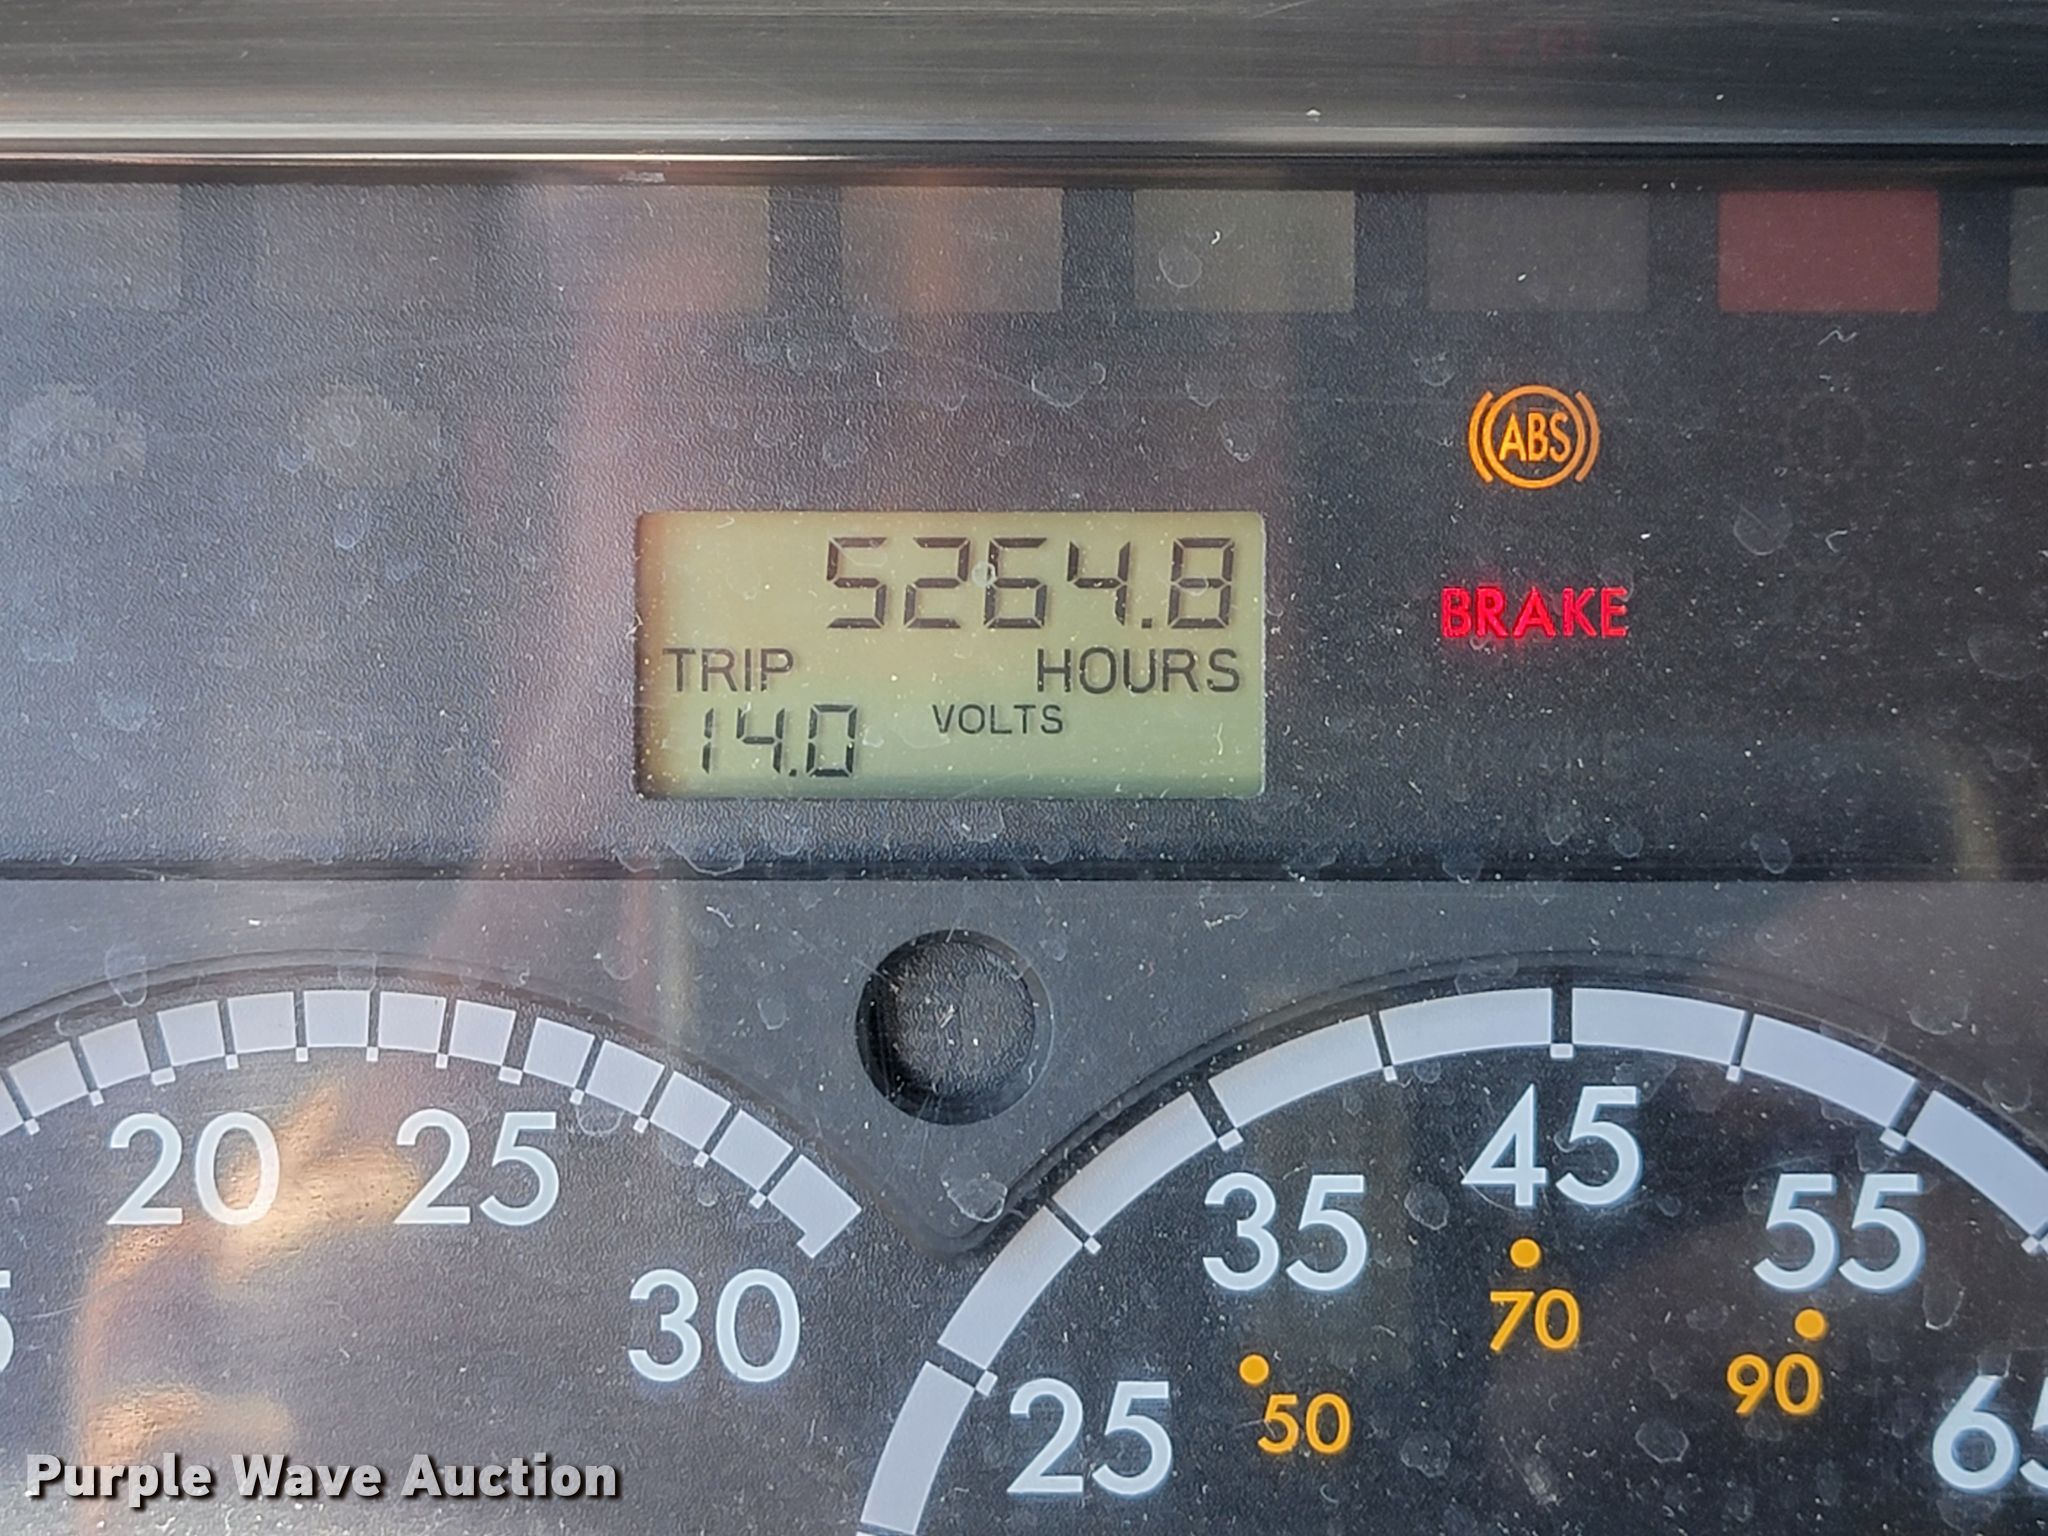 ABS
5264.8
BRAKE
TRIP HOURS
14.0 VOLTS
20 25 30
25 35 45 55 65
50 70 90
Purple Wave Auction